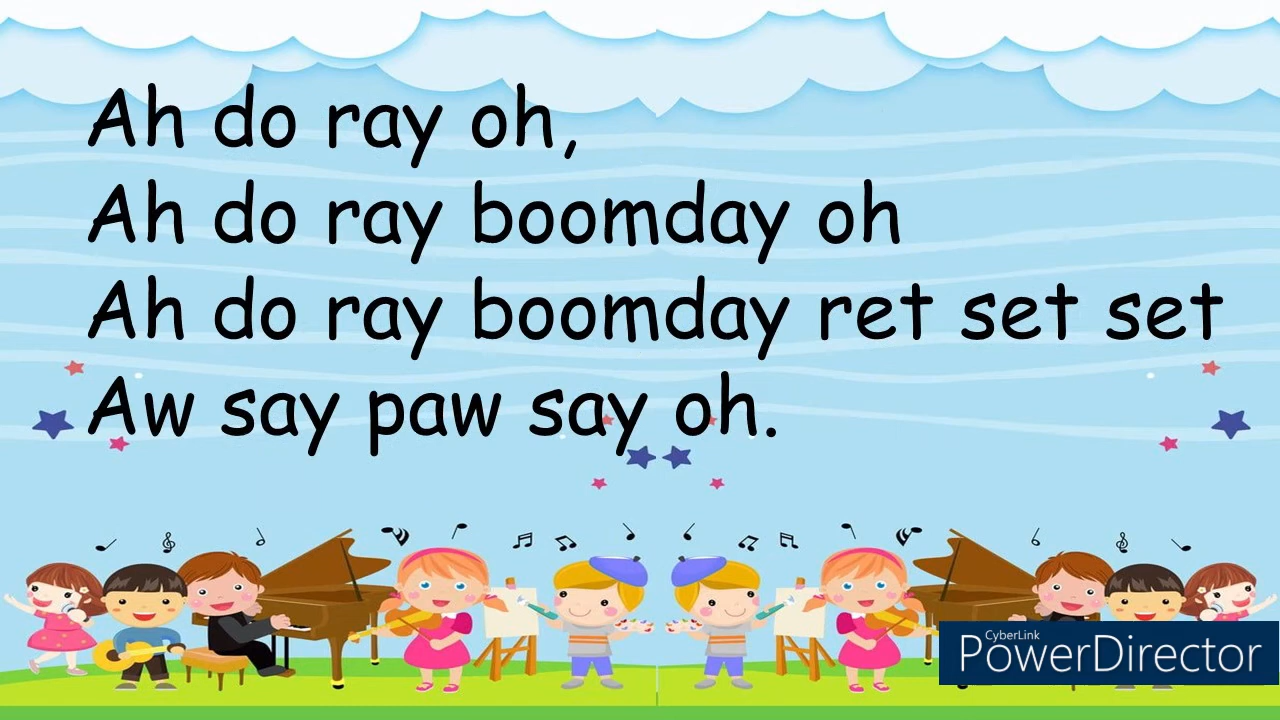 Ah do ray oh,
Ah do ray boomday oh
Ah do ray boomday ret set set
Aw say paw say oh.
CyberLink
PowerDirector